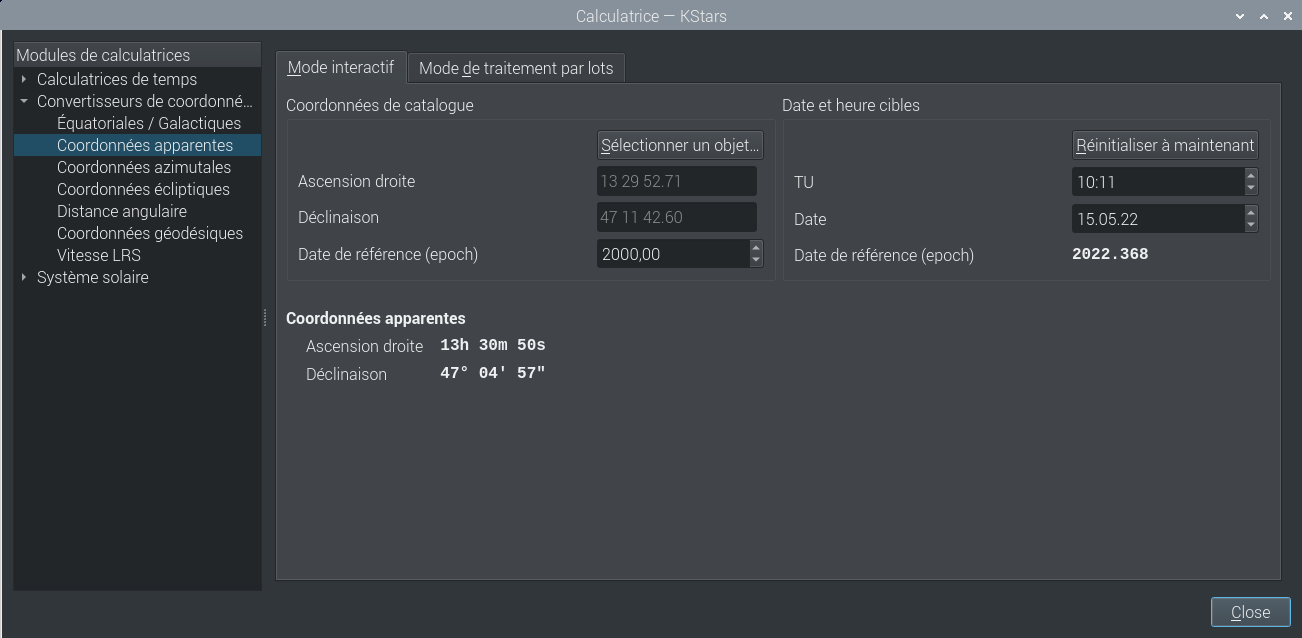 Calculatrice — KStars
Modules de calculatrices
Calculatrices de temps
Convertisseurs de coordonné...
Équatoriales / Galactiques
Coordonnées apparentes
Coordonnées azimutales
Coordonnées écliptiques
Distance angulaire
Coordonnées géodésiques
Vitesse LRS
Système solaire
Mode interactif
Mode de traitement par lots
Coordonnées de catalogue
Sélectionner un objet...
Ascension droite
13 29 52.71
Déclinaison
47 11 42.60
Date de référence (epoch)
2000,00
Date et heure cibles
Réinitialiser à maintenant
TU
10:11
Date
15.05.22
Date de référence (epoch)
2022.368
Coordonnées apparentes
Ascension droite 13h 30m 50s
Déclinaison 47° 04' 57"
Close